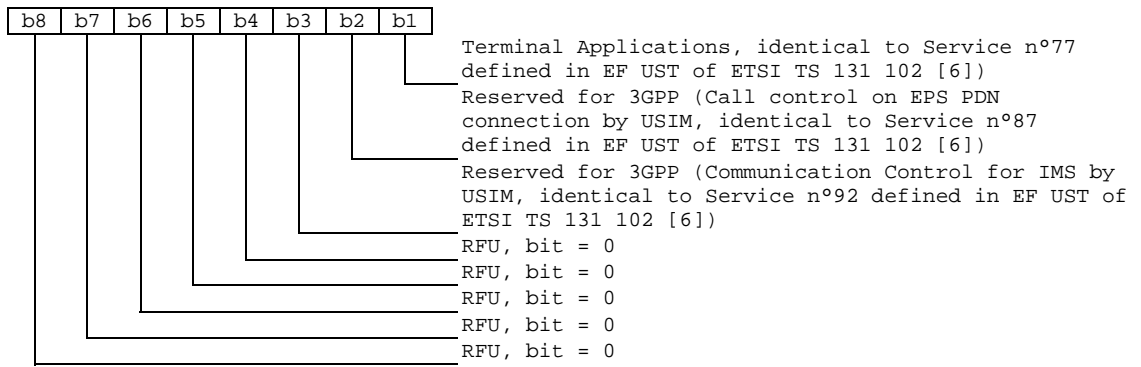 b8 b7 b6 b5 b4 b3 b2 b1
Terminal Applications, identical to Service n°77
defined in EF UST of ETSI TS 131 102 [6])
Reserved for 3GPP (Call control on EPS PDN
connection by USIM, identical to Service n°87
defined in EF UST of ETSI TS 131 102 [6])
Reserved for 3GPP (Communication Control for IMS by
USIM, identical to Service n°92 defined in EF UST of
ETSI TS 131 102 [6])
RFU, bit = 0
RFU, bit = 0
RFU, bit = 0
RFU, bit = 0
RFU, bit = 0